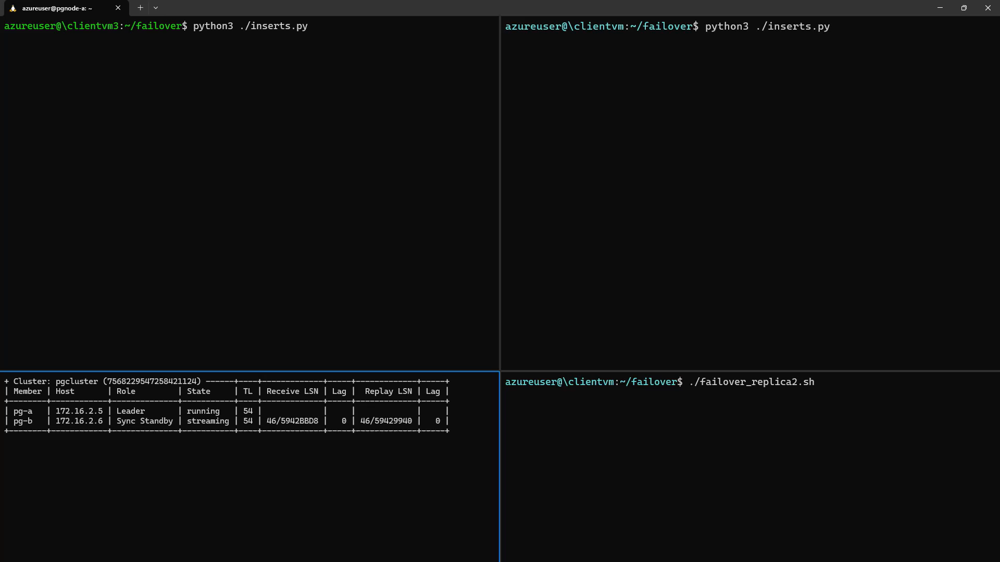 azureuser@pgnode-a: ~
azureuser@\clientvm3:~/failover$ python3 ./inserts.py
azureuser@\clientvm:~/failover$ python3 ./inserts.py
+ Cluster: pgcluster (7568229547258421124) ------+----+-------------+-----+-------------+-----+
| Member | Host       | Role         | State     | TL | Receive LSN | Lag |  Replay LSN | Lag |
+--------+------------+--------------+-----------+----+-------------+-----+-------------+-----+
| pg-a   | 172.16.2.5 | Leader       | running   | 54 |             |     |             |     |
| pg-b   | 172.16.2.6 | Sync Standby | streaming | 54 | 46/5942BBD8 |   0 | 46/59429940 |   0 |
+--------+------------+--------------+-----------+----+-------------+-----+-------------+-----+
azureuser@\clientvm:~/failover$ ./failover_replica2.sh